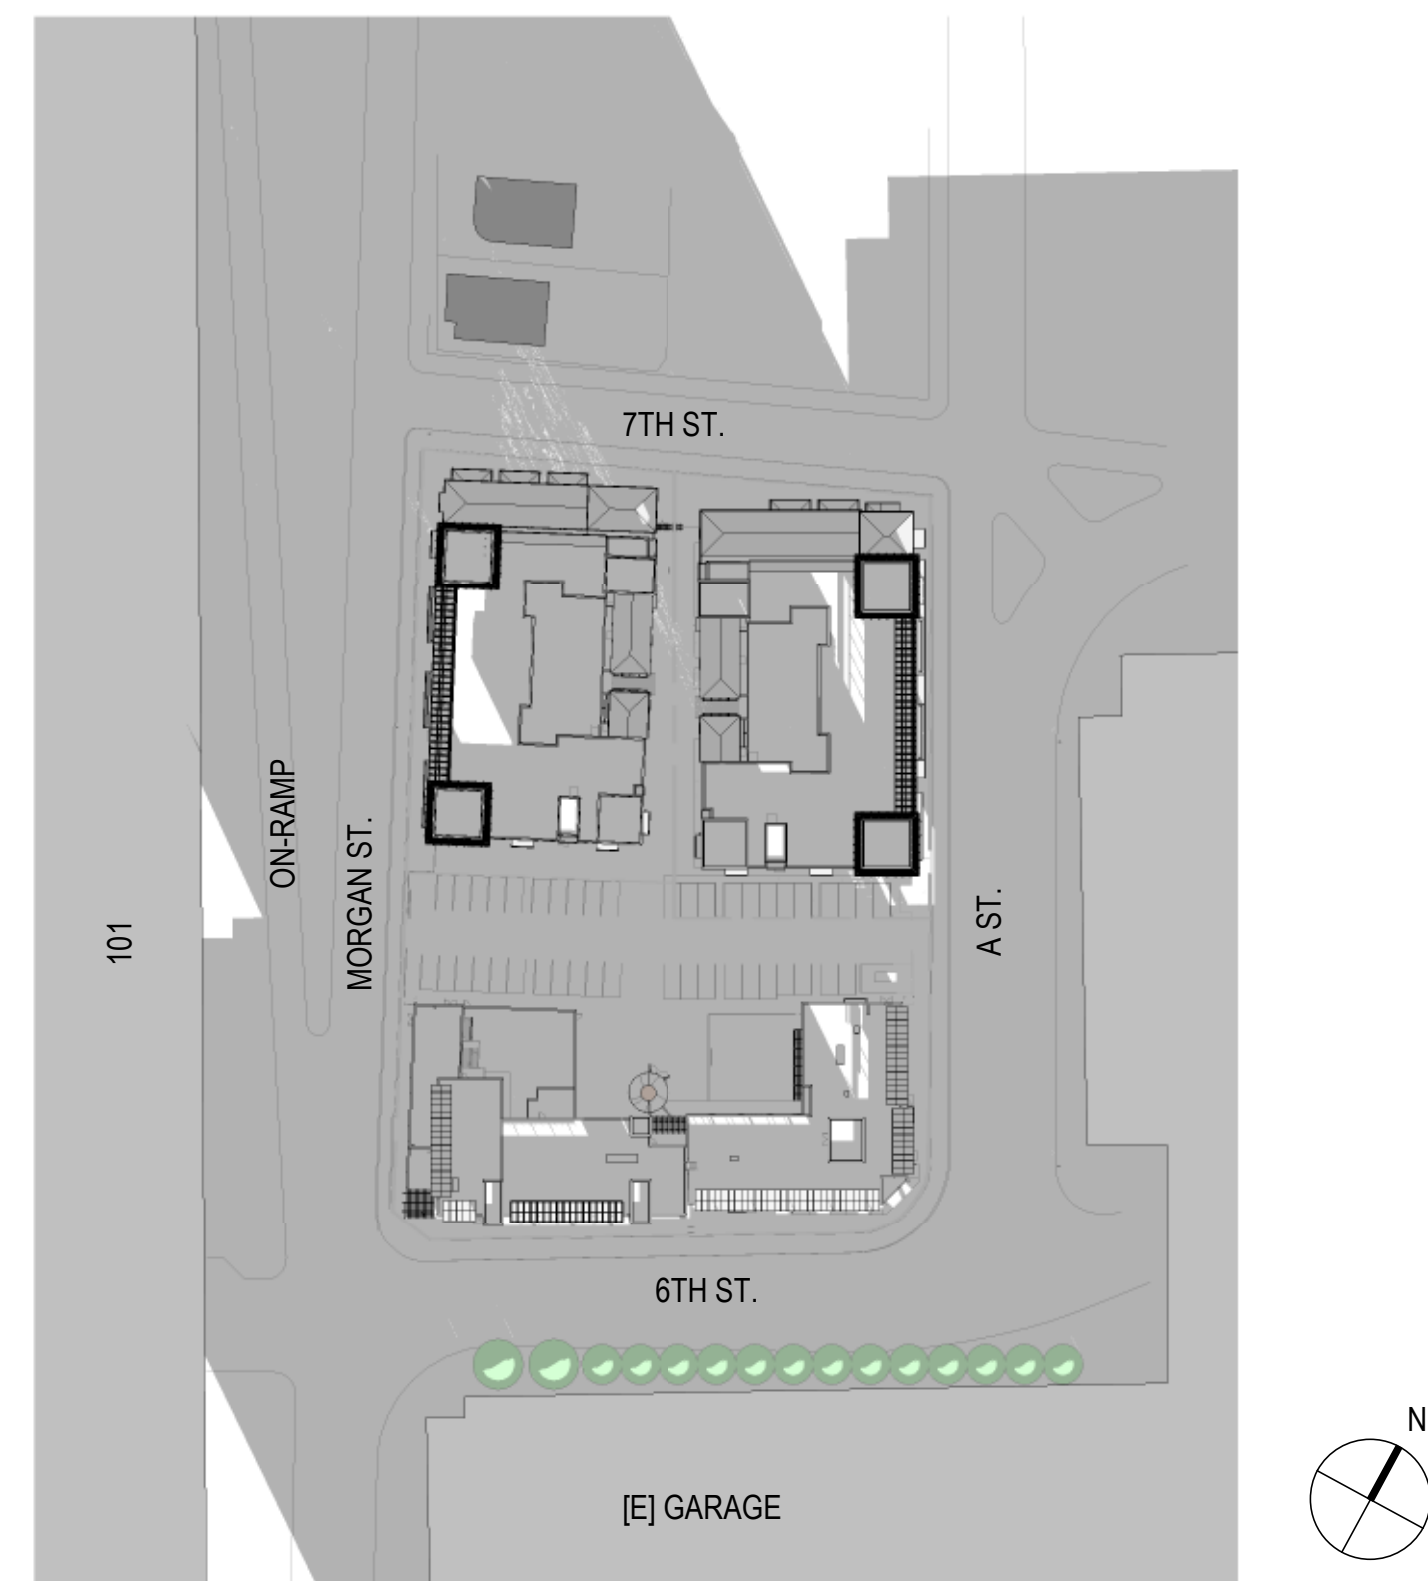 7TH ST.
ON-RAMP
MORGAN ST.
101
A ST.
6TH ST.
N
[E] GARAGE